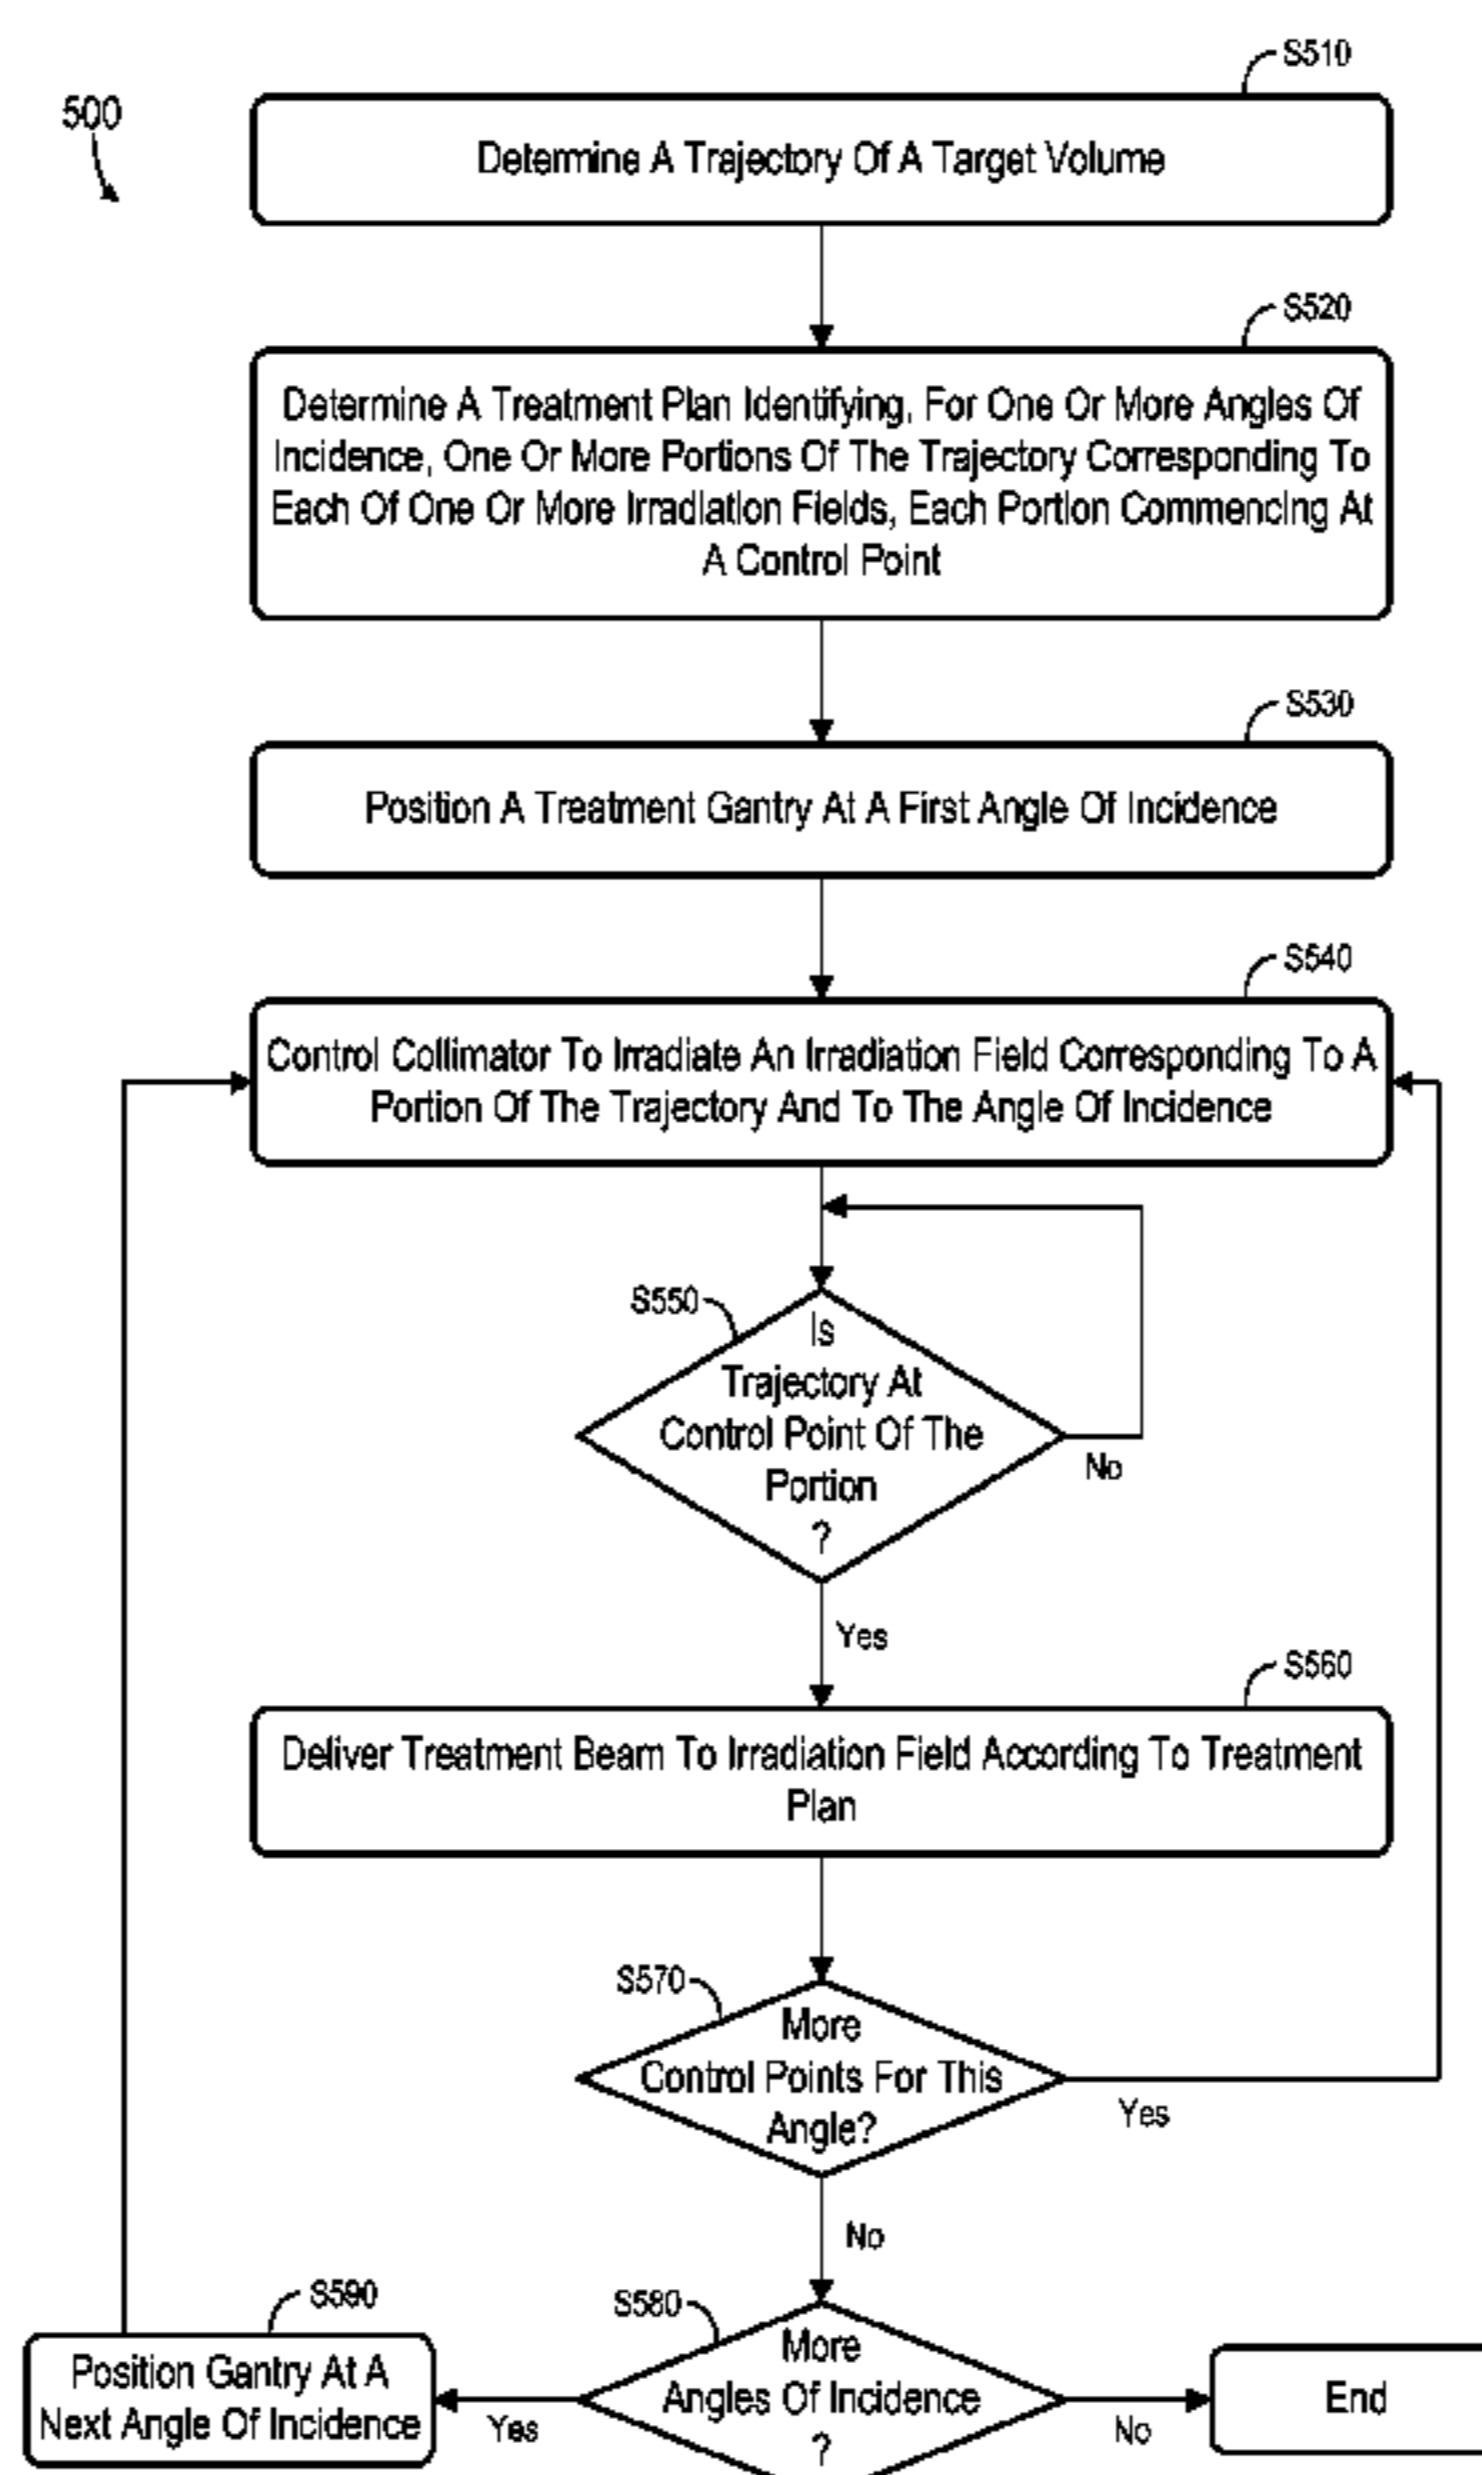 500
S510
Determine A Trajectory Of A Target Volume
S520
Determine A Treatment Plan Identifying, For One Or More Angles Of
Incidence, One Or More Portions Of The Trajectory Corresponding To
Each Of One Or More Irradiation Fields, Each Portion Commencing At
A Control Point
S530
Position A Treatment Gantry At A First Angle Of Incidence
S540
Control Collimator To Irradiate An Irradiation Field Corresponding To A
Portion Of The Trajectory And To The Angle Of Incidence
S550
Is
Trajectory At
Control Point Of The
Portion
?
No
Yes
S560
Deliver Treatment Beam To Irradiation Field According To Treatment
Plan
S570
More
Control Points For This
Angle?
Yes
No
S590
Position Gantry At A
Next Angle Of Incidence
Yes
S580
More
Angles Of Incidence
?
No
End